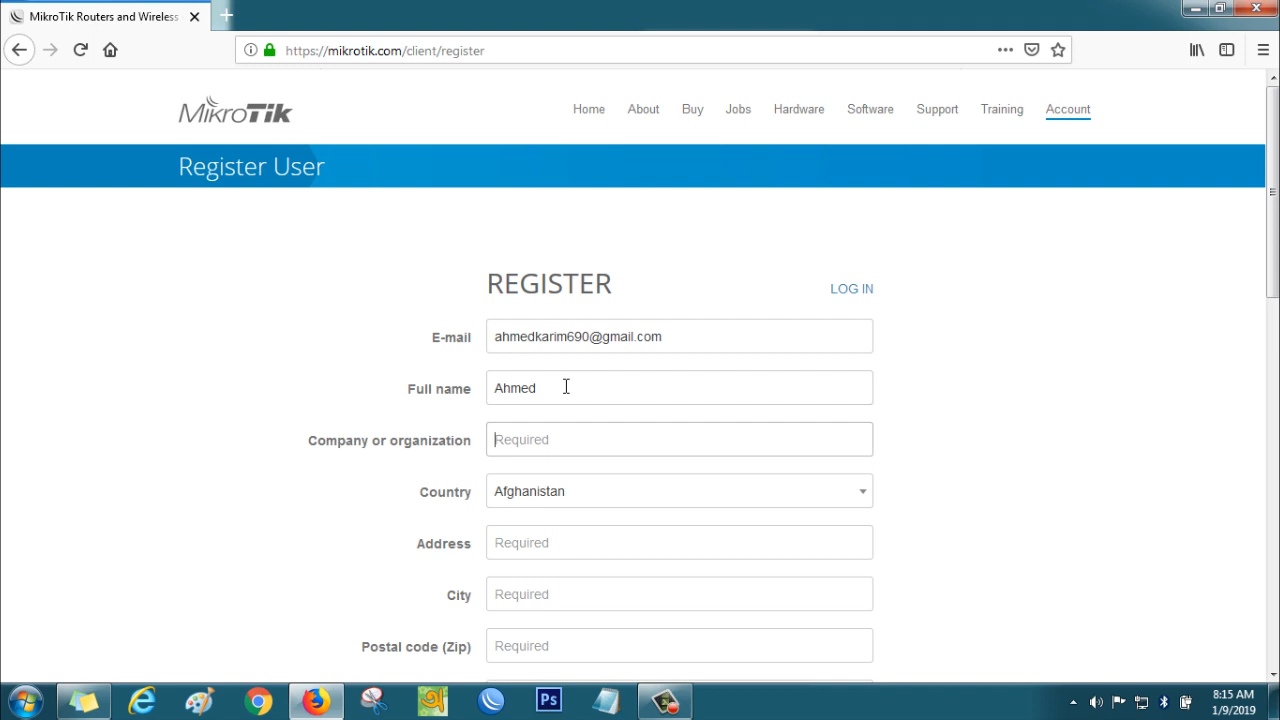 MikroTik Routers and Wireless
https://mikrotik.com/client/register
MikroTik
Home About Buy Jobs Hardware Software Support Training Account
Register User
REGISTER
LOG IN
E-mail ahmedkarim690@gmail.com
Full name Ahmed
Company or organization Required
Country Afghanistan
Address Required
City Required
Postal code (Zip) Required
Ps
8:15 AM
1/9/2019